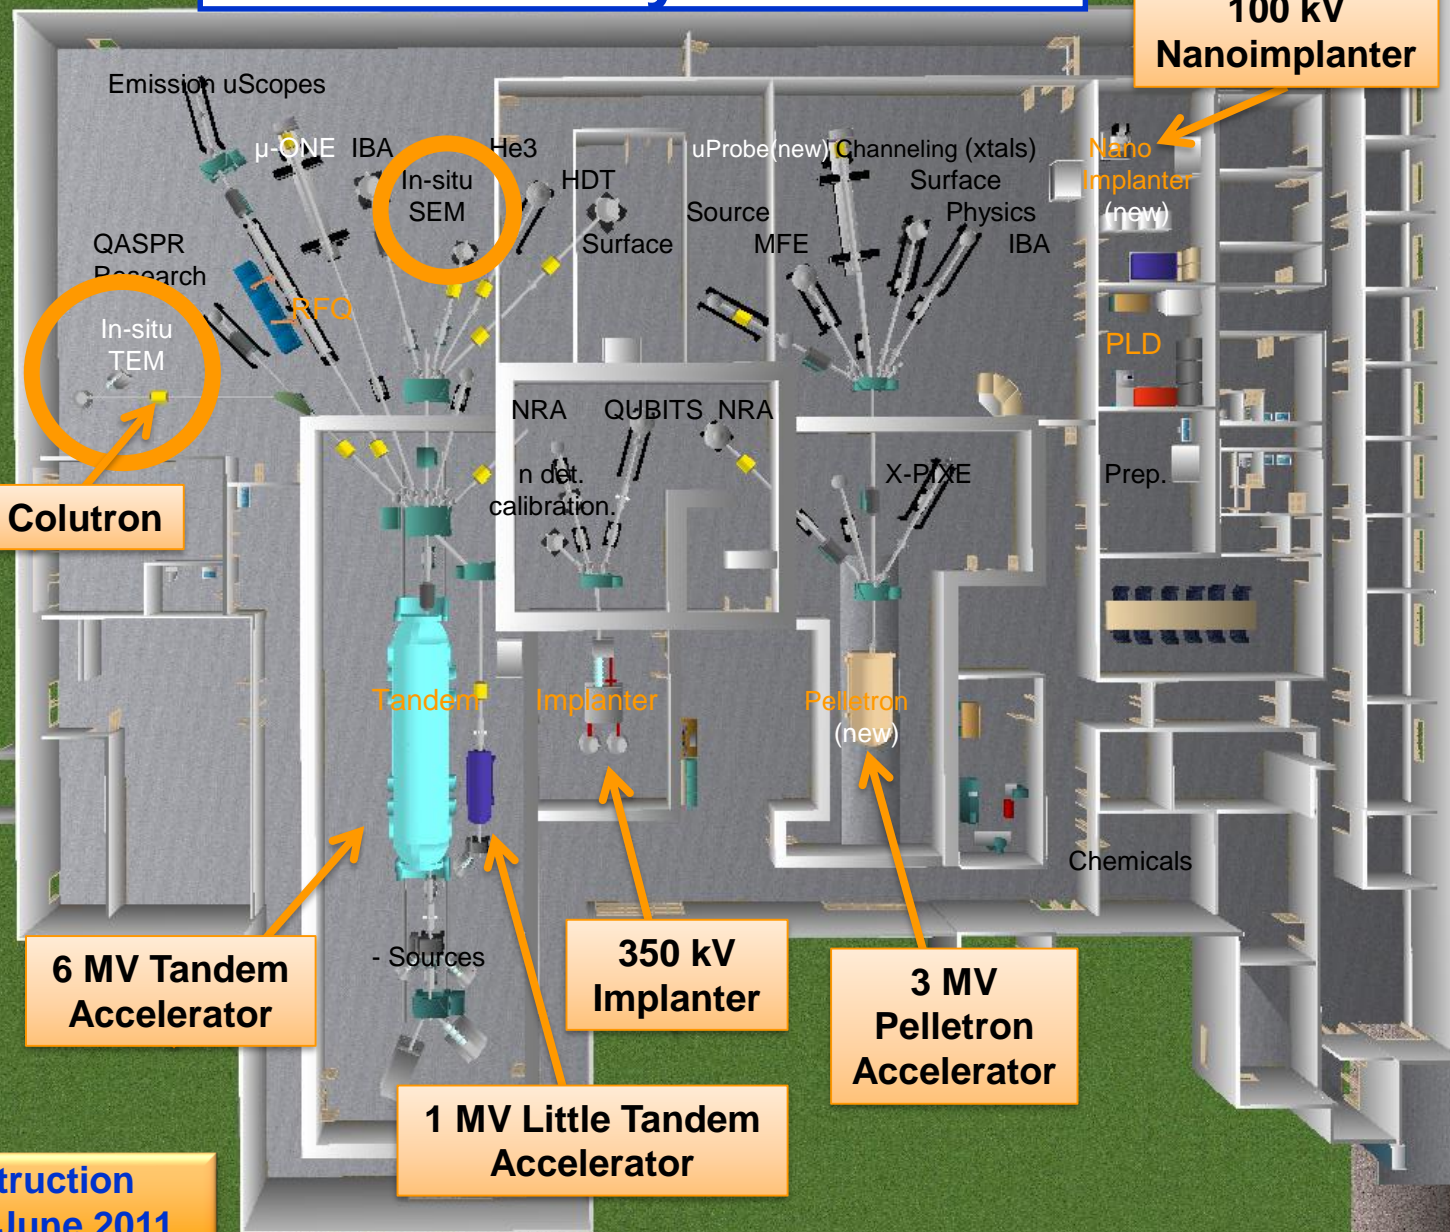 100 kV
Nanoimplanter
Emission uScopes
µ-ONE
IBA
He3
In-situ
SEM
HDT
Surface
uProbe(new)
Channeling (xtals)
Source
Surface
Physics
MFE
IBA
Nano
Implanter
(new)
QASPR
Research
RFQ
In-situ
TEM
PLD
Colutron
NRA
QUBITS
NRA
n det.
calibration.
X-PIXE
Prep.
Tandem
Implanter
Pelletron
(new)
Chemicals
- Sources
6 MV Tandem
Accelerator
350 kV
Implanter
3 MV
Pelletron
Accelerator
1 MV Little Tandem
Accelerator
truction
June 2011